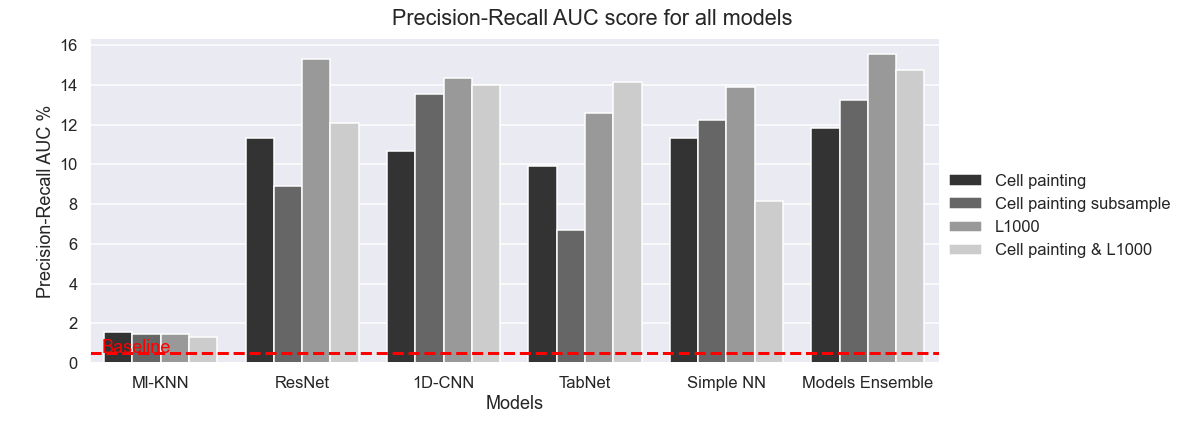 Precision-Recall AUC score for all models
Precision-Recall AUC %
16
14
12
10
8
6
4
2
0
Baseline
MI-KNN
ResNet
1D-CNN
TabNet
Simple NN
Models Ensemble
Models
Cell painting
Cell painting subsample
L1000
Cell painting & L1000